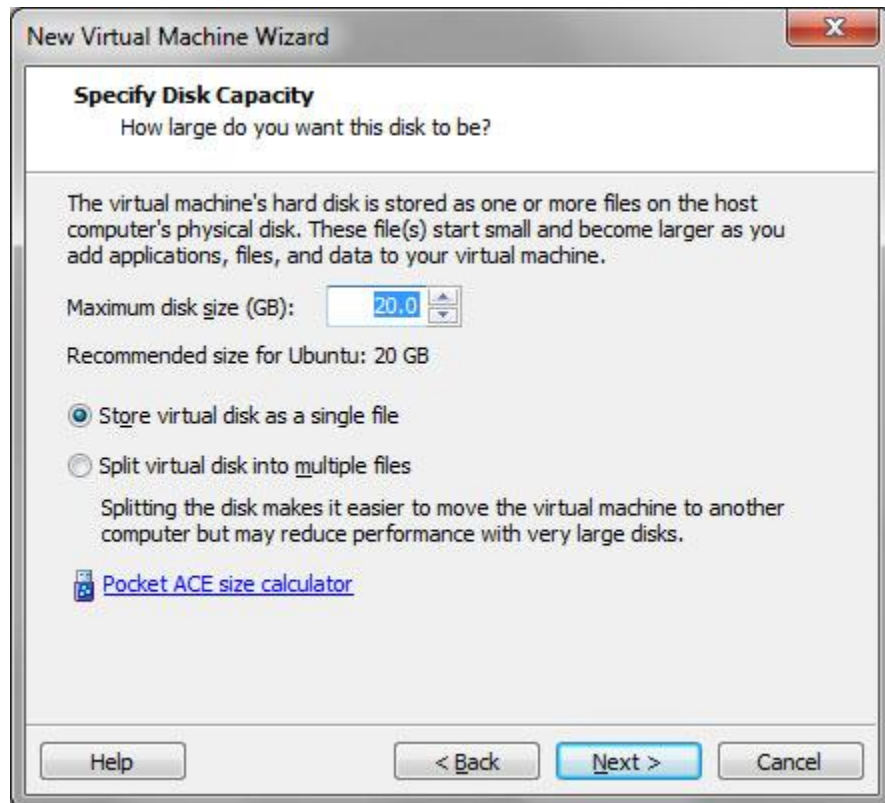 New Virtual Machine Wizard
Specify Disk Capacity
How large do you want this disk to be?
The virtual machine's hard disk is stored as one or more files on the host
computer's physical disk. These file(s) start small and become larger as you
add applications, files, and data to your virtual machine.
Maximum disk size (GB): 20.0
Recommended size for Ubuntu: 20 GB
Store virtual disk as a single file
Split virtual disk into multiple files
Splitting the disk makes it easier to move the virtual machine to another
computer but may reduce performance with very large disks.
Pocket ACE size calculator
Help < Back Next > Cancel